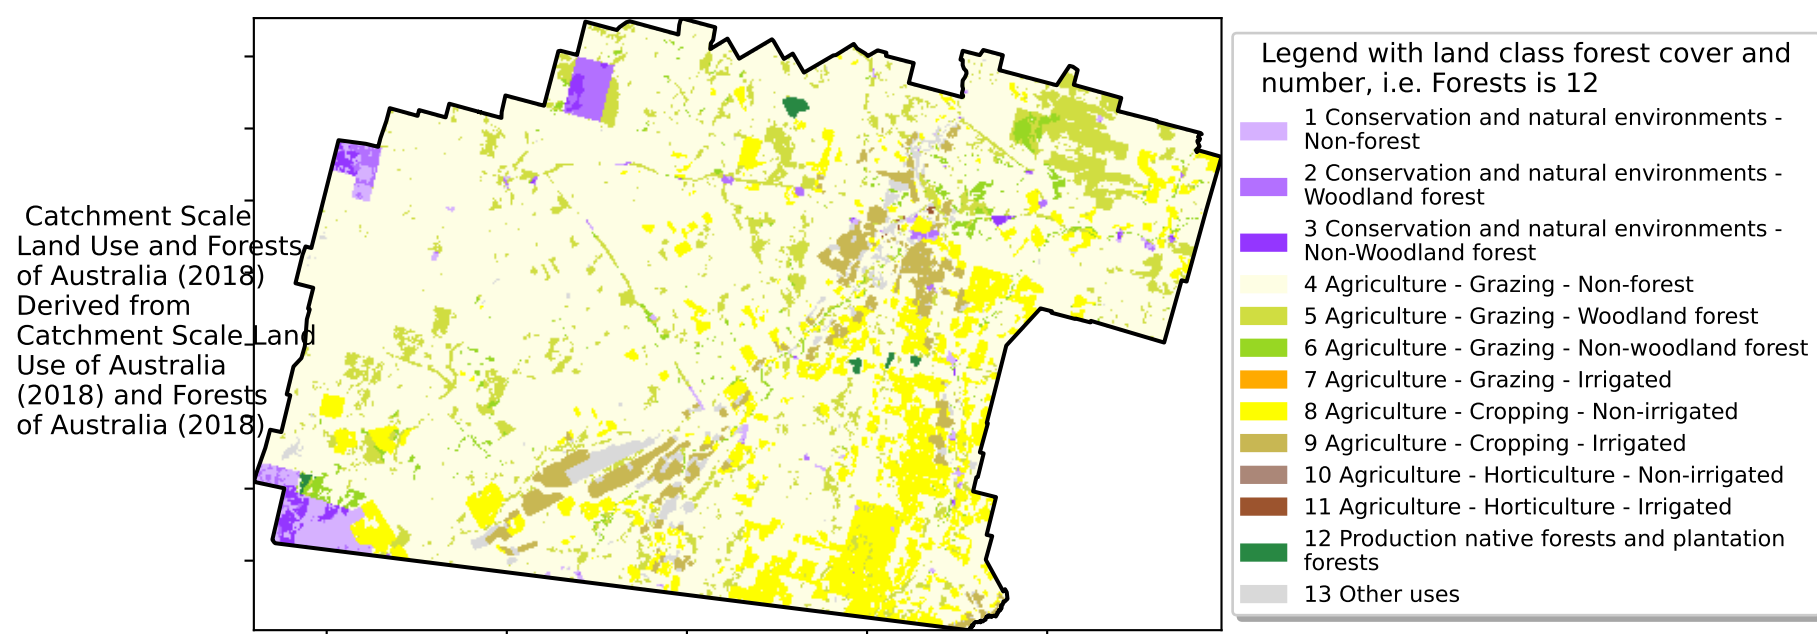 Catchment Scale
Land Use and Forests
of Australia (2018)
Derived from
Catchment Scale Land
Use of Australia
(2018) and Forests
of Australia (2018)
Legend with land class forest cover and
number, i.e. Forests is 12
1 Conservation and natural environments -
Non-forest
2 Conservation and natural environments -
Woodland forest
3 Conservation and natural environments -
Non-Woodland forest
4 Agriculture - Grazing - Non-forest
5 Agriculture - Grazing - Woodland forest
6 Agriculture - Grazing - Non-woodland forest
7 Agriculture - Grazing - Irrigated
8 Agriculture - Cropping - Non-irrigated
9 Agriculture - Cropping - Irrigated
10 Agriculture - Horticulture - Non-irrigated
11 Agriculture - Horticulture - Irrigated
12 Production native forests and plantation
forests
13 Other uses